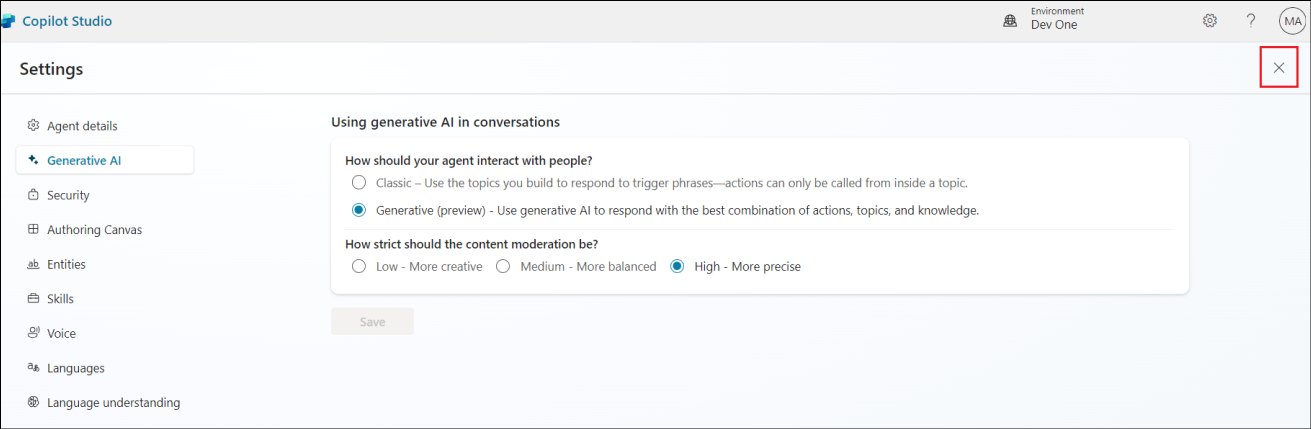 Copilot Studio
Environment
Dev One
?
MA
Settings
Agent details
Generative AI
Security
Authoring Canvas
Entities
Skills
Voice
Languages
Language understanding
Using generative AI in conversations
How should your agent interact with people?
Classic – Use the topics you build to respond to trigger phrases—actions can only be called from inside a topic.
Generative (preview) - Use generative AI to respond with the best combination of actions, topics, and knowledge.
How strict should the content moderation be?
Low - More creative Medium - More balanced High - More precise
Save